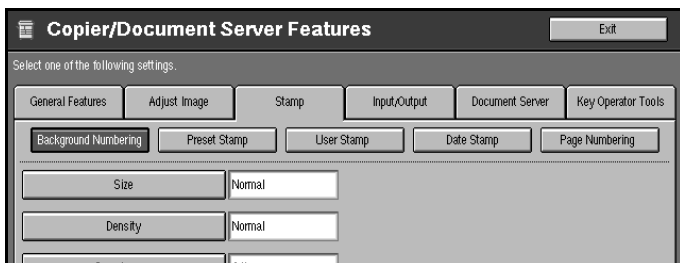 Copier/Document Server Features Exit
Select one of the following settings.
General Features Adjust Image Stamp Input/Output Document Server Key Operator Tools
Background Numbering Preset Stamp User Stamp Date Stamp Page Numbering
Size Normal
Density Normal